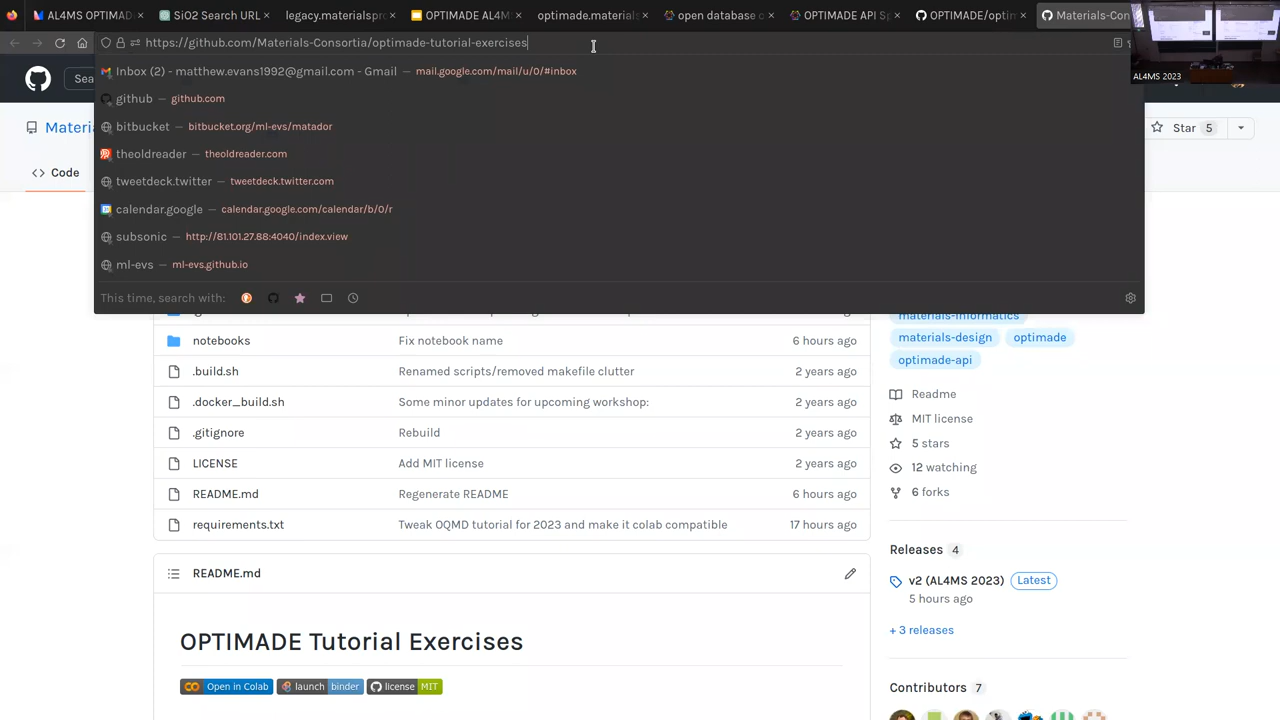 AL4MS OPTIMAD
SiO2 Search URL
legacy.materialspro
OPTIMADE AL4M
optimade.materials
open database c
OPTIMADE API S
OPTIMADE/optim
Materials-Con
https://github.com/Materials-Consortia/optimade-tutorial-exercises
AL4MS 2023
Sea
Inbox (2) - matthew.evans1992@gmail.com - Gmail — mail.google.com/mail/u/0/#inbox
github — github.com
bitbucket — bitbucket.org/ml-evs/matador
theoldreader — theoldreader.com
tweetdeck.twitter — tweetdeck.twitter.com
calendar.google — calendar.google.com/calendar/b/0/r
subsonic — http://81.101.27.88:4040/index.view
ml-evs — ml-evs.github.io
This time, search with:
Materi
Star 5
<> Code
notebooks Fix notebook name 6 hours ago
.build.sh Renamed scripts/removed makefile clutter 2 years ago
.docker_build.sh Some minor updates for upcoming workshop: 2 years ago
.gitignore Rebuild 2 years ago
LICENSE Add MIT license 2 years ago
README.md Regenerate README 6 hours ago
requirements.txt Tweak OQMD tutorial for 2023 and make it colab compatible 17 hours ago
README.md
OPTIMADE Tutorial Exercises
Open in Colab launch binder license MIT
materials-informatics
materials-design optimade
optimade-api
Readme
MIT license
5 stars
12 watching
6 forks
Releases 4
v2 (AL4MS 2023) Latest
5 hours ago
+ 3 releases
Contributors 7